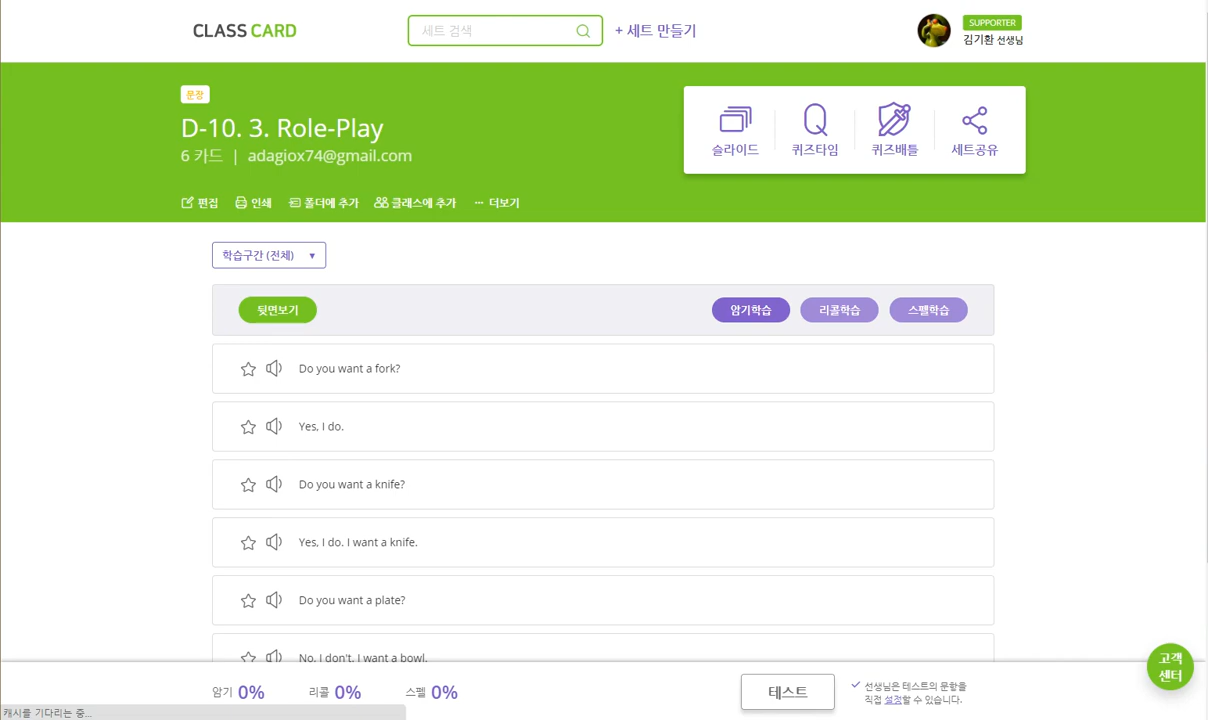 CLASS CARD
세트 검색
+ 세트 만들기
SUPPORTER
김기환 선생님
문장
D-10. 3. Role-Play
6 카드 | adagiox74@gmail.com
슬라이드
퀴즈타임
퀴즈배틀
세트공유
편집
인쇄
폴더에 추가
클래스에 추가
··· 더보기
학습구간 (전체) ▼
뒷면보기
암기학습
리콜학습
스펠학습
Do you want a fork?
Yes, I do.
Do you want a knife?
Yes, I do. I want a knife.
Do you want a plate?
No, I don't. I want a bowl.
암기 0%
리콜 0%
스펠 0%
테스트
선생님은 테스트의 문항을
직접 설정할 수 있습니다.
고객
센터
캐시를 기다리는 중...